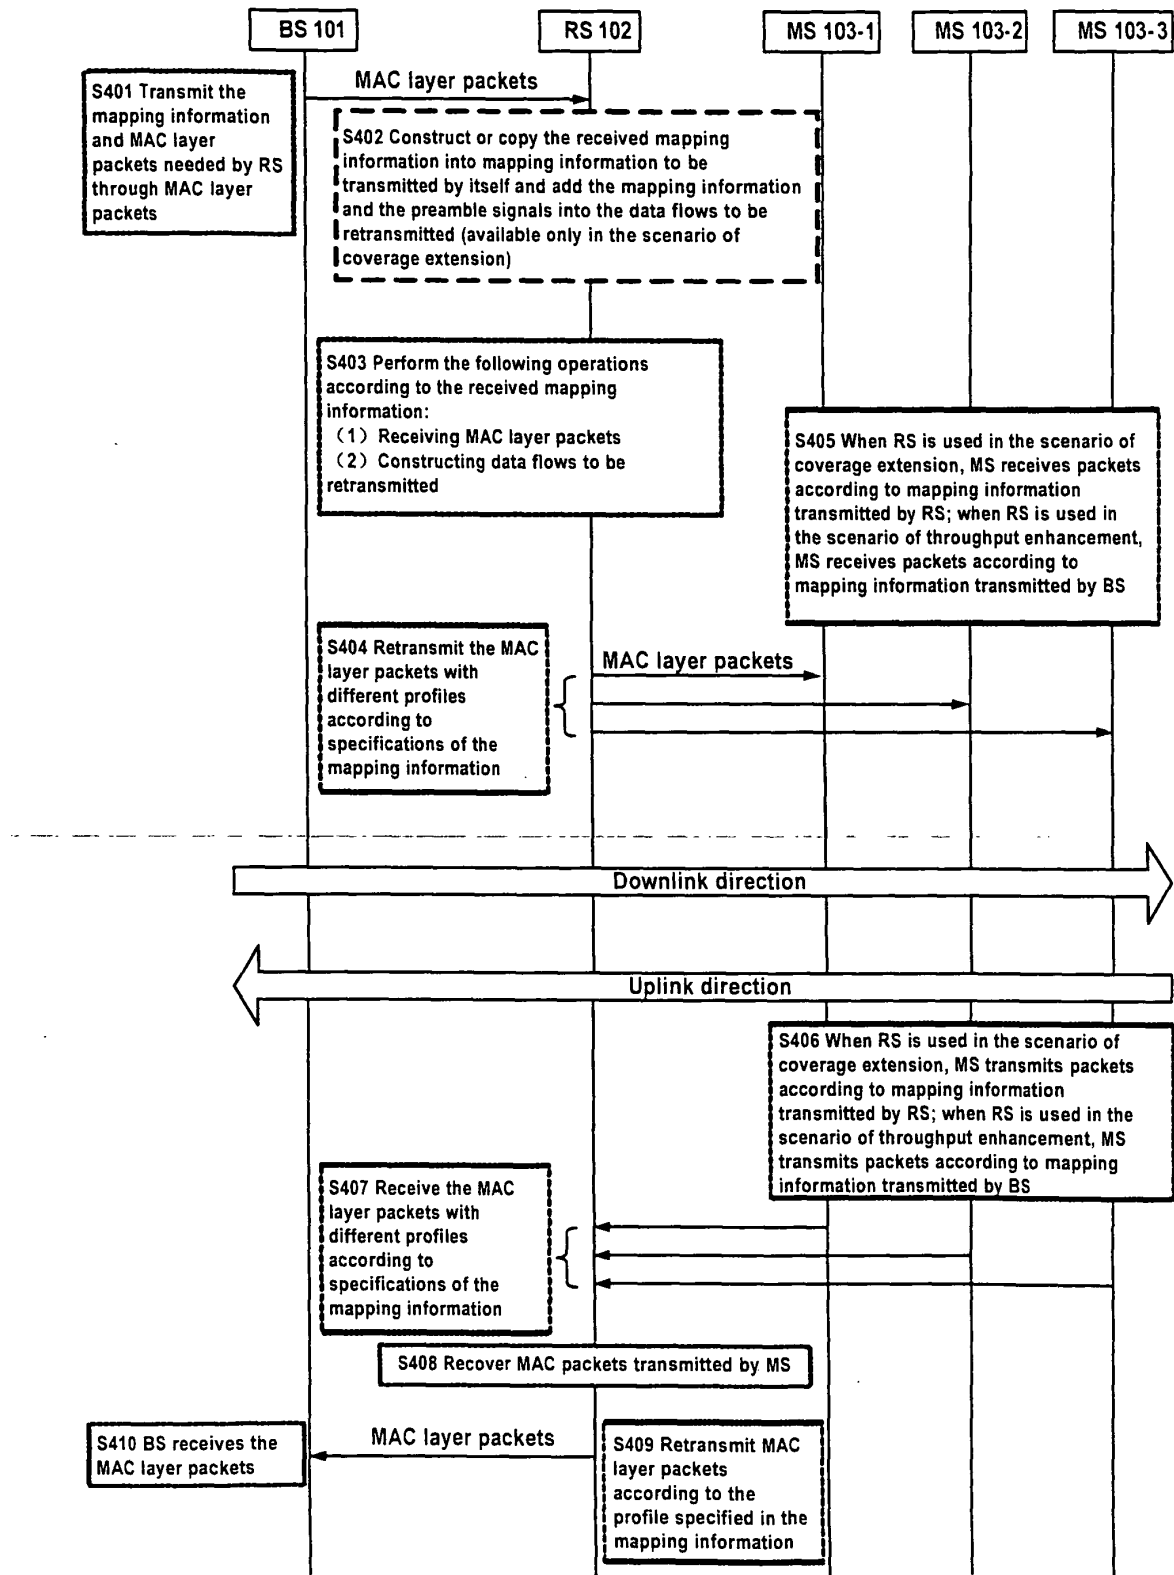 BS 101
RS 102
MS 103-1
MS 103-2
MS 103-3
MAC layer packets
S401 Transmit the
mapping information
and MAC layer
packets needed by RS
through MAC layer
packets
S402 Construct or copy the received mapping
information into mapping information to be
transmitted by itself and add the mapping information
and the preamble signals into the data flows to be
retransmitted (available only in the scenario of
coverage extension)
S403 Perform the following operations
according to the received mapping
information:
(1) Receiving MAC layer packets
(2) Constructing data flows to be
retransmitted
S405 When RS is used in the scenario of
coverage extension, MS receives packets
according to mapping information
transmitted by RS; when RS is used in
the scenario of throughput enhancement,
MS receives packets according to
mapping information transmitted by BS
S404 Retransmit the MAC
layer packets with
different profiles
according to
specifications of the
mapping information
MAC layer packets
Downlink direction
Uplink direction
S406 When RS is used in the scenario of
coverage extension, MS transmits packets
according to mapping information
transmitted by RS; when RS is used in the
scenario of throughput enhancement, MS
transmits packets according to mapping
information transmitted by BS
S407 Receive the MAC
layer packets with
different profiles
according to
specifications of the
mapping information
S408 Recover MAC packets transmitted by MS
S410 BS receives the
MAC layer packets
MAC layer packets
S409 Retransmit MAC
layer packets
according to the
profile specified in the
mapping information